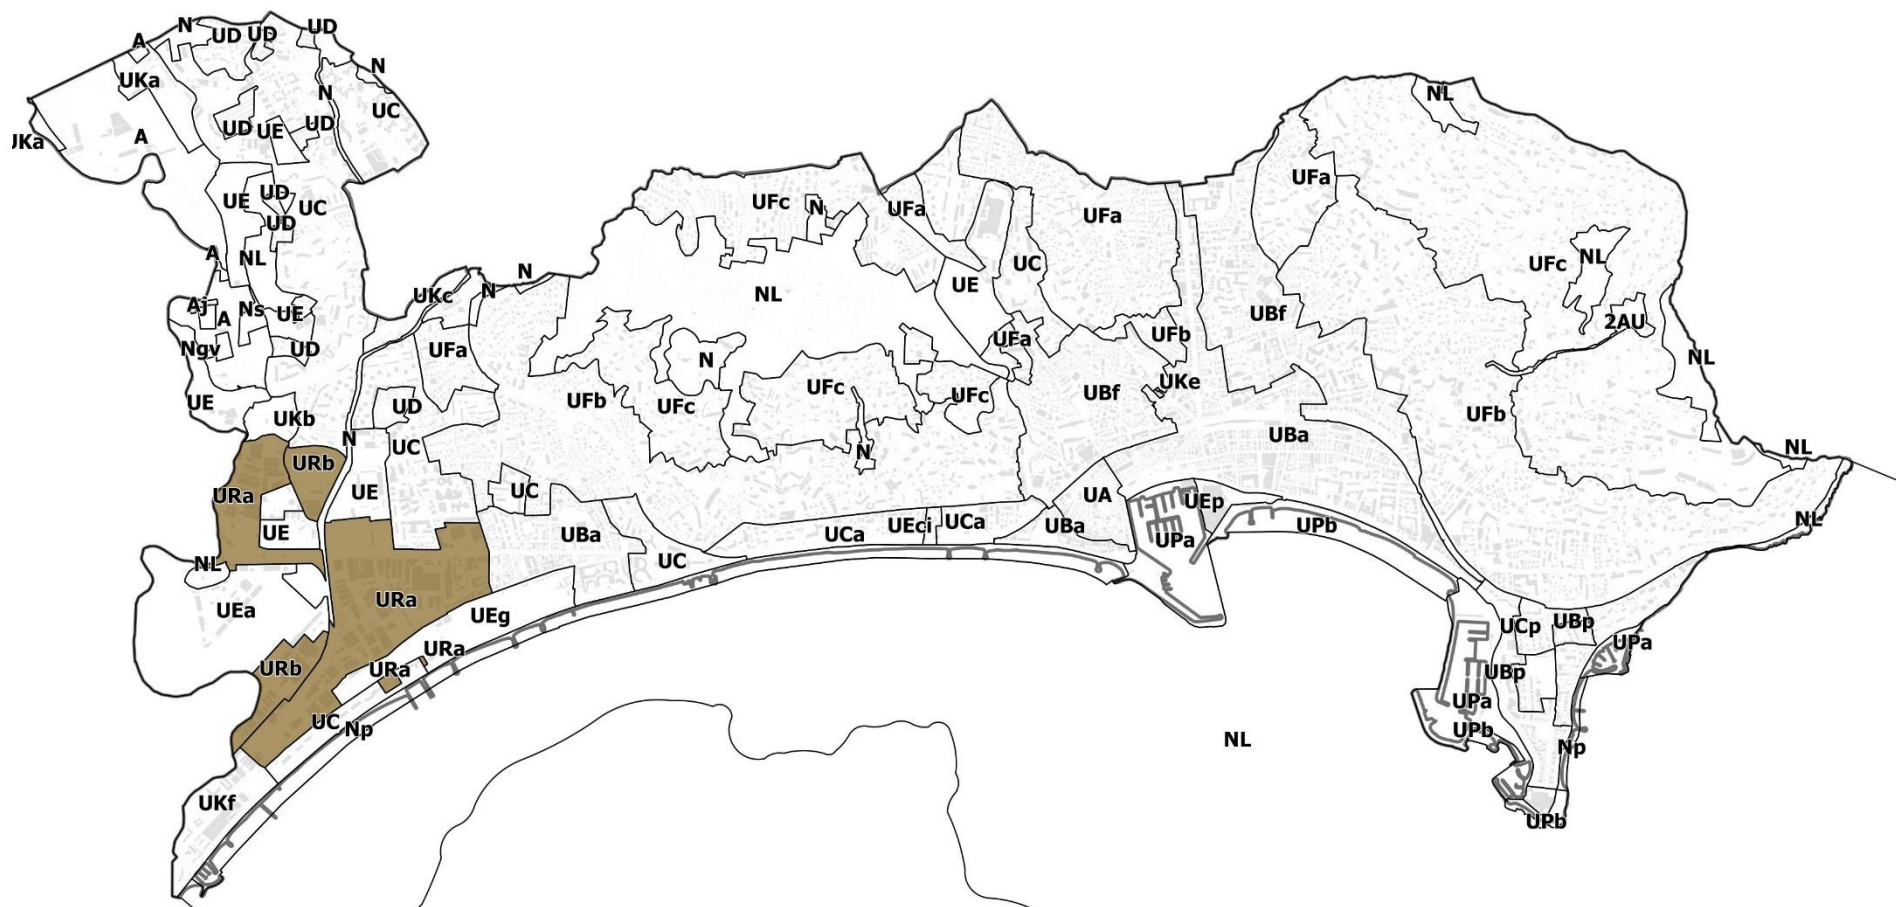 N
UD
UD
UD
A
N
UKa
N
UC
NL
UKa
A
UD
UE
UD
UFa
UE
UD
UC
UFc
N
UFa
UFa
UD
A
NL
UC
UFc
NL
N
N
UKc
UE
NL
Aj
A
Ns
UE
UBf
2AU
Ngv
UD
UFa
UFa
UFb
N
NL
UE
UKb
UD
UFb
UFc
UFc
UFc
UBf
UKe
UFb
N
UC
UBa
N
NL
URb
URa
UE
UC
UA
UEp
UE
UBa
UCa
UEci
UCa
UBa
UPa
UPb
NL
NL
UC
UEa
URa
UEg
UCp
UBp
UPa
URb
URa
URa
UBp
UPa
UPb
UC
Np
NL
Np
UKf
UPb